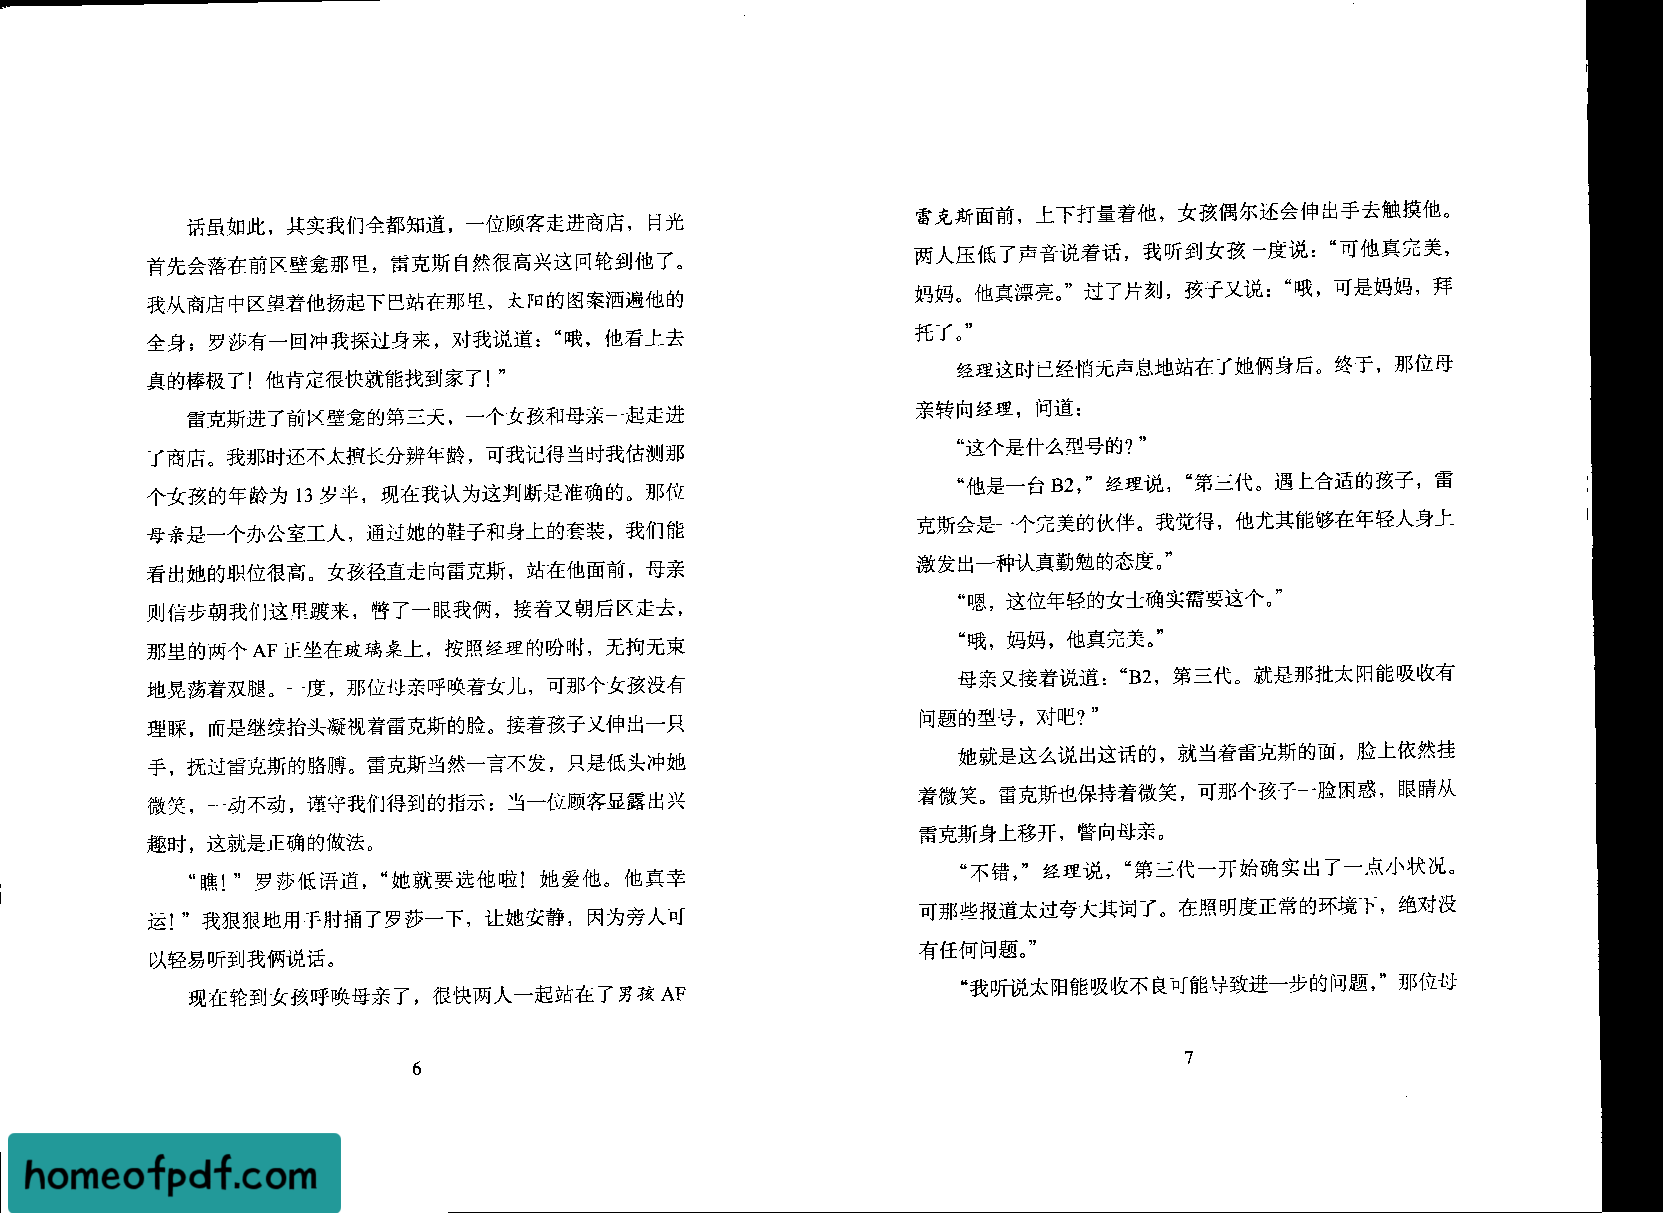 话虽如此，其实我们全都知道，一位顾客走进商店，目光
首先会落在前区壁龛那里，雷克斯自然很高兴这回轮到他了。
我从商店中区望着他扬起下巴站在那里，太阳的图案洒遍他的
全身；罗莎有一回冲我探过身来，对我说道：“哦，他看上去
真的棒极了！他肯定很快就能找到家了！”
雷克斯进了前区壁龛的第三天，一个女孩和母亲一起走进
了商店。我那时还不太擅长分辨年龄，可我记得当时我估测那
个女孩的年龄为 13 岁半，现在我认为这判断是准确的。那位
母亲是一个办公室工人，通过她的鞋子和身上的套装，我们能
看出她的职位很高。女孩径直走向雷克斯，站在他面前，母亲
则信步朝我们这里踱来，瞥了一眼我俩，接着又朝后区走去，
那里的两个 AF 正坐在玻璃桌上，按照经理的吩咐，无拘无束
地晃荡着双腿。一度，那位母亲呼唤着女儿，可那个女孩没有
理睬，而是继续抬头凝视着雷克斯的脸。接着孩子又伸出一只
手，抚过雷克斯的胳膊。雷克斯当然一言不发，只是低头冲她
微笑，一动不动，谨守我们得到的指示：当一位顾客显露出兴
趣时，这就是正确的做法。
“瞧！”罗莎低语道，“她就要选他啦！她爱他。他真幸
运！”我狠狠地用手肘捅了罗莎一下，让她安静，因为旁人可
以轻易听到我俩说话。
现在轮到女孩呼唤母亲了，很快两人一起站在了男孩 AF
6
雷克斯面前，上下打量着他，女孩偶尔还会伸出手去触摸他。
两人压低了声音说着话，我听到女孩一度说：“可他真完美，
妈妈。他真漂亮。”过了片刻，孩子又说：“哦，可是妈妈，拜
托了。”
经理这时已经悄无声息地站在了她俩身后。终于，那位母
亲转向经理，问道：
“这个是什么型号的？”
“他是一台 B2，”经理说，“第三代。遇上合适的孩子，雷
克斯会是一个完美的伙伴。我觉得，他尤其能够在年轻人身上
激发出一种认真勤勉的态度。”
“嗯，这位年轻的女士确实需要这个。”
“哦，妈妈，他真完美。”
母亲又接着说道：“B2，第三代。就是那批太阳能吸收有
问题的型号，对吧？”
她就是这么说出这话的，就当着雷克斯的面，脸上依然挂
着微笑。雷克斯也保持着微笑，可那个孩子一脸困惑，眼睛从
雷克斯身上移开，瞥向母亲。
“不错，”经理说，“第三代一开始确实出了一点小状况。
可那些报道太过夸大其词了。在照明度正常的环境下，绝对没
有任何问题。”
“我听说太阳能吸收不良可能导致进一步的问题，”那位母
7
homeofpdf.com